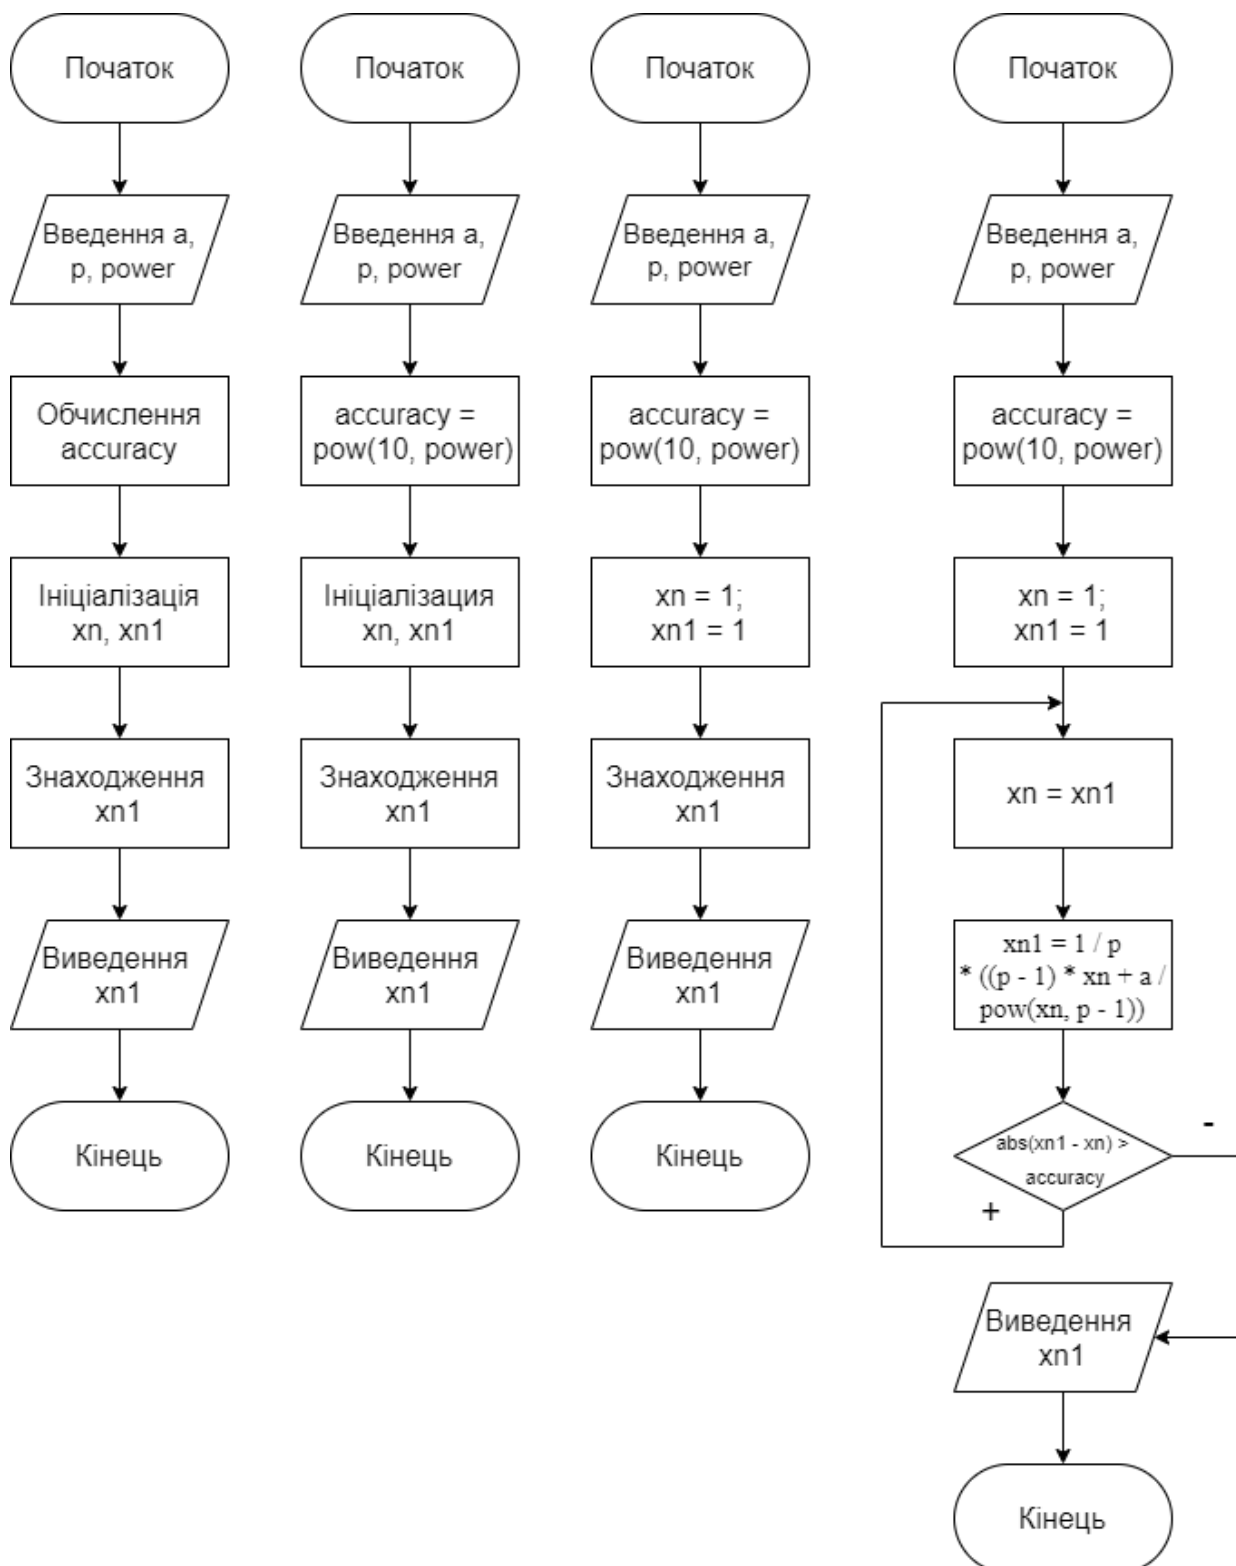 Початок
Введення a,
p, power
Обчислення
accuracy
Ініціалізація
xn, xn1
Знаходження
xn1
Виведення
xn1
Кінець
Початок
Введення a,
p, power
accuracy =
pow(10, power)
Ініціалізация
xn, xn1
Знаходження
xn1
Виведення
xn1
Кінець
Початок
Введення a,
p, power
accuracy =
pow(10, power)
xn = 1;
xn1 = 1
Знаходження
xn1
Виведення
xn1
Кінець
Початок
Введення a,
p, power
accuracy =
pow(10, power)
xn = 1;
xn1 = 1
xn = xn1
xn1 = 1 / p
* ((p - 1) * xn + a /
pow(xn, p - 1))
abs(xn1 - xn) >
accuracy
-
+
Виведення
xn1
Кінець